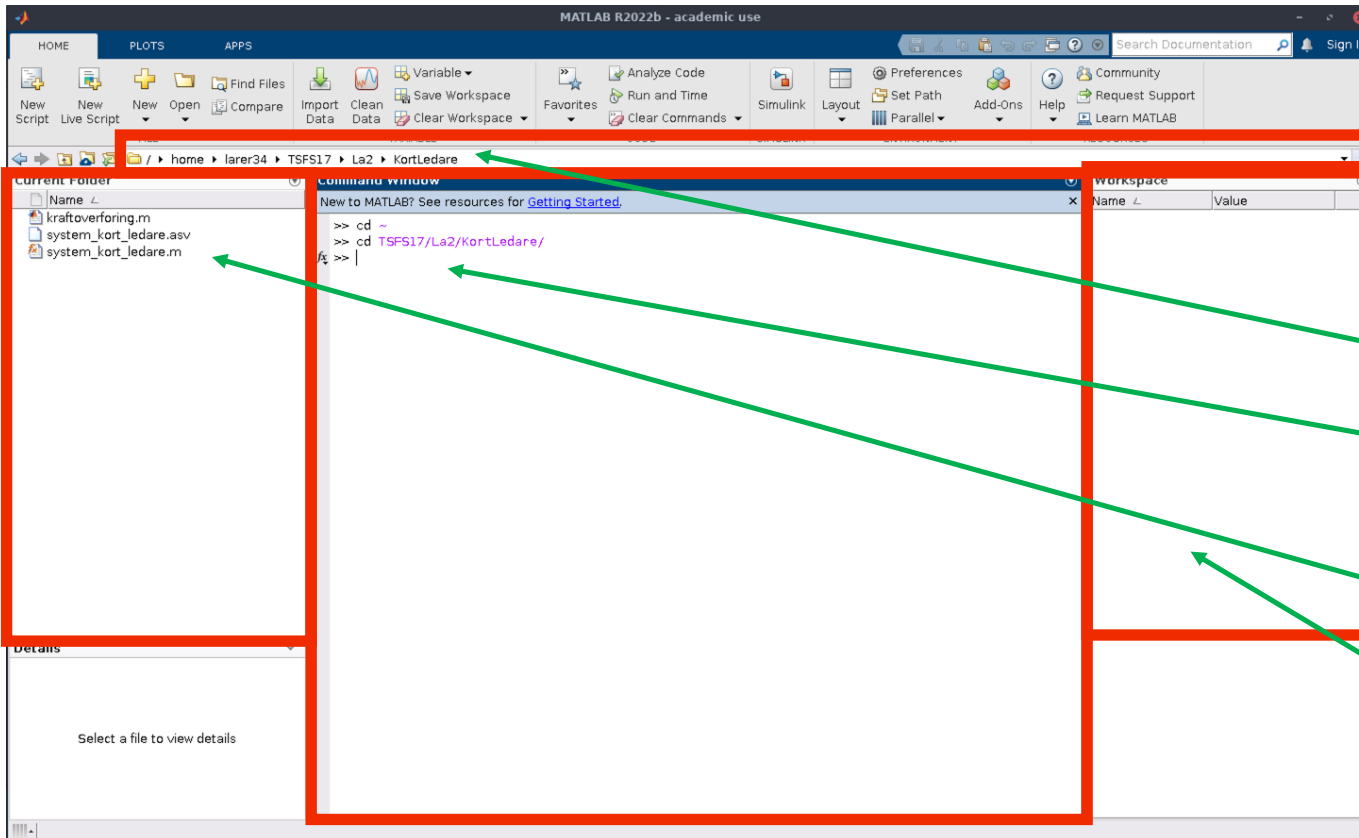 MATLAB R2022b - academic use
HOME PLOTS APPS
Search Documentation
Sign I
New Script
New Live Script
New
Open
Find Files
Compare
Import Data
Clean Data
Variable
Save Workspace
Clear Workspace
Favorites
Analyze Code
Run and Time
Clear Commands
Simulink
Layout
Preferences
Set Path
Parallel
Add-Ons
Help
Community
Request Support
Learn MATLAB
/ home larer34 TSFS17 La2 KortLedare
Current Folder
Name
kraftoverforing.m
system_kort_ledare.asv
system_kort_ledare.m
Details
Select a file to view details
Command Window
New to MATLAB? See resources for Getting Started.
>> cd ~
>> cd TSFS17/La2/KortLedare/
fx >>
Workspace
Name Value